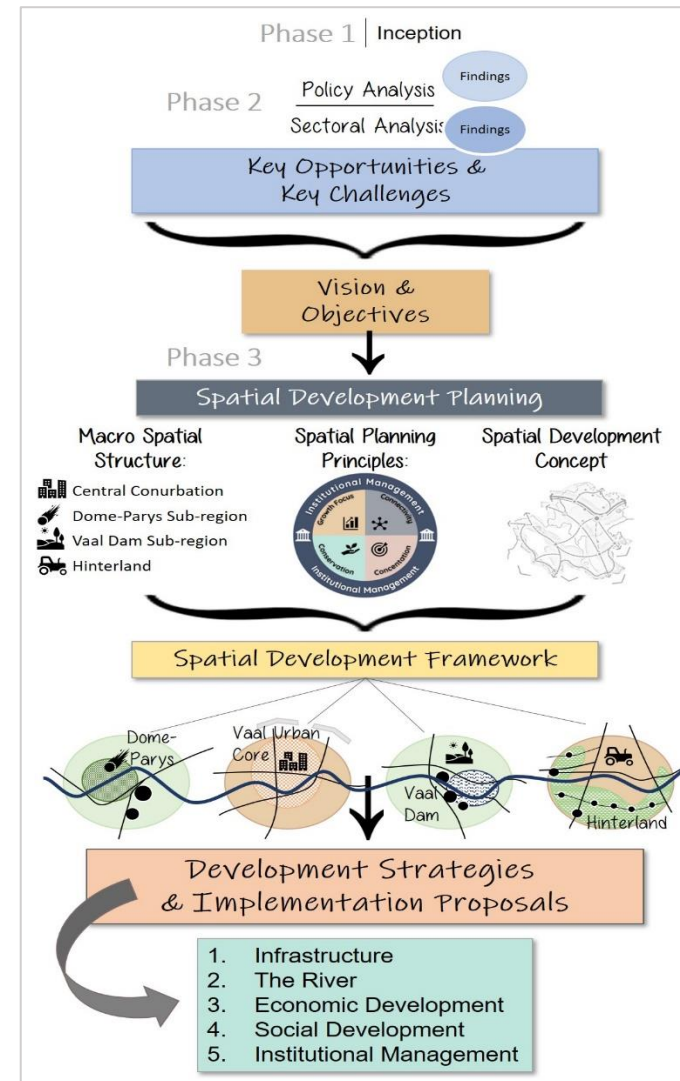 Phase 1 | Inception
Phase 2
Policy Analysis
Findings
Sectoral Analysis
Findings
Key Opportunities &
Key Challenges
Vision &
Objectives
Phase 3
Spatial Development Planning
Macro Spatial
Structure:
Central Conurbation
Dome-Parys Sub-region
Vaal Dam Sub-region
Hinterland
Spatial Planning
Principles:
Institutional Management
Growth Focus
Connectivity
Conservation
Concentation
Institutional Management
Spatial Development
Concept
Spatial Development Framework
Dome-
Parys
Vaal Urban
Core
Vaal
Dam
Hinterland
Development Strategies
& Implementation Proposals
1. Infrastructure
2. The River
3. Economic Development
4. Social Development
5. Institutional Management